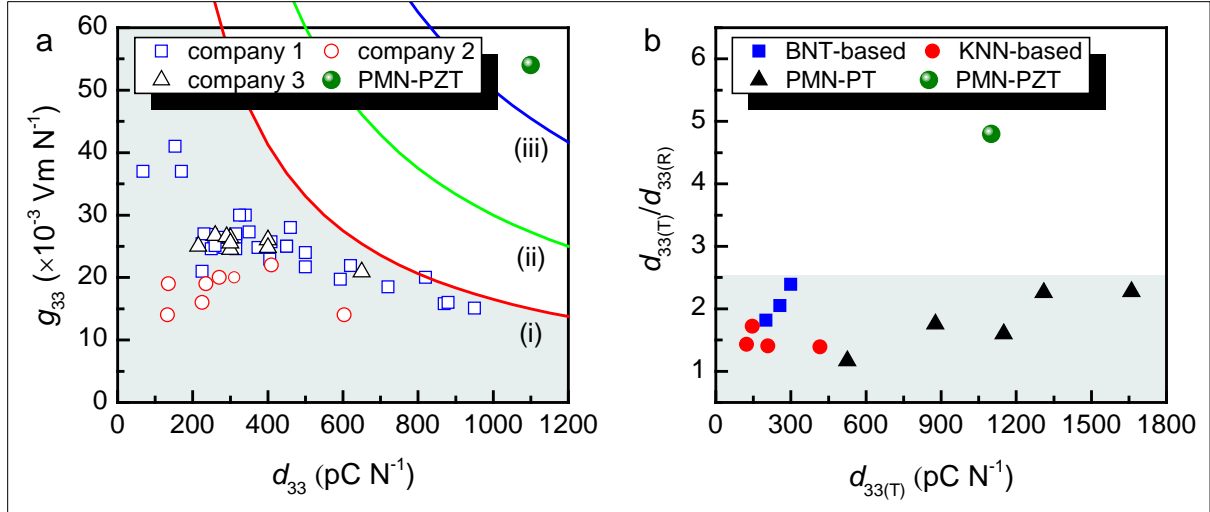 a
company 1 company 2
company 3 PMN-PZT
60
50
40
30
20
10
0
g33 (×10-3 Vm N-1)
(iii)
(ii)
(i)
0 200 400 600 800 1000 1200
d33 (pC N-1)
b
BNT-based KNN-based
PMN-PT PMN-PZT
6
5
4
3
2
1
d33(T)/d33(R)
0 300 600 900 1200 1500 1800
d33(T) (pC N-1)